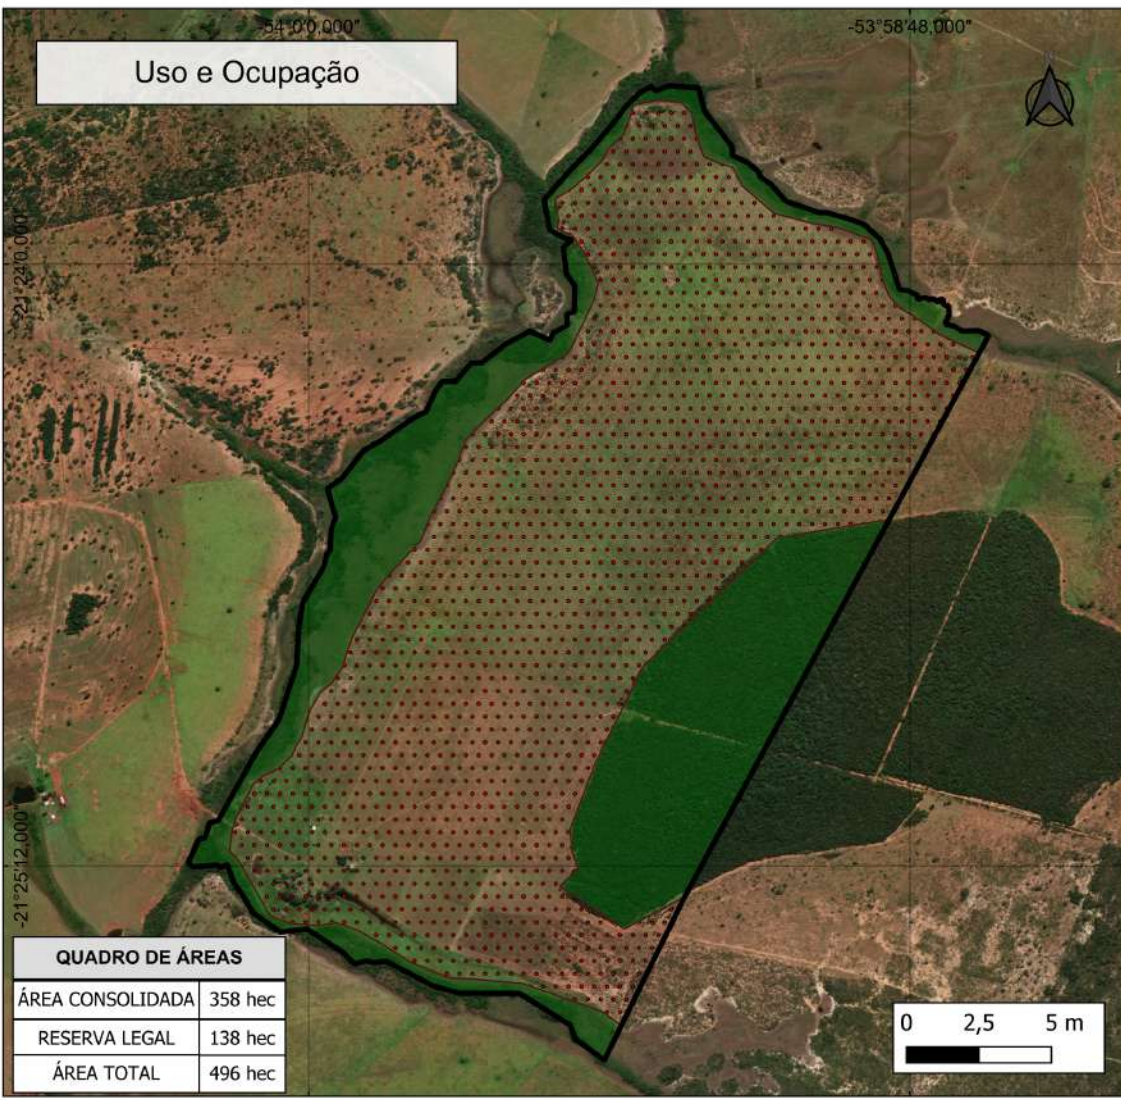 -54°0'0,000"
-53°58'48,000"
Uso e Ocupação
-21°24'0,000"
-21°25'12,000"
QUADRO DE ÁREAS
ÁREA CONSOLIDADA 358 hec
RESERVA LEGAL 138 hec
ÁREA TOTAL 496 hec
0 2,5 5 m